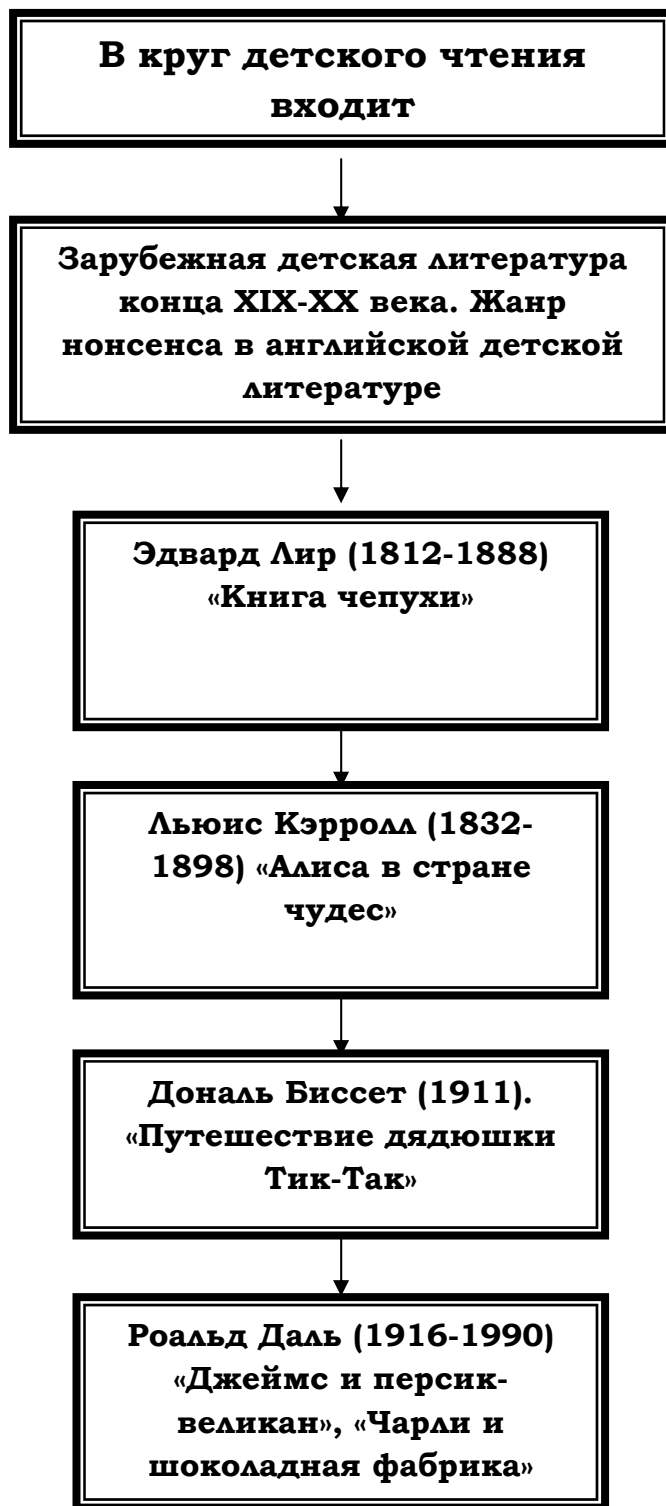 В круг детского чтения
входит
Зарубежная детская литература
конца XIX-XX века. Жанр
нонсенса в английской детской
литературе
Эдвард Лир (1812-1888)
«Книга чепухи»
Льюис Кэрролл (1832-
1898) «Алиса в стране
чудес»
Дональ Биссет (1911).
«Путешествие дядюшки
Тик-Так»
Роальд Даль (1916-1990)
«Джеймс и персик-
великан», «Чарли и
шоколадная фабрика»